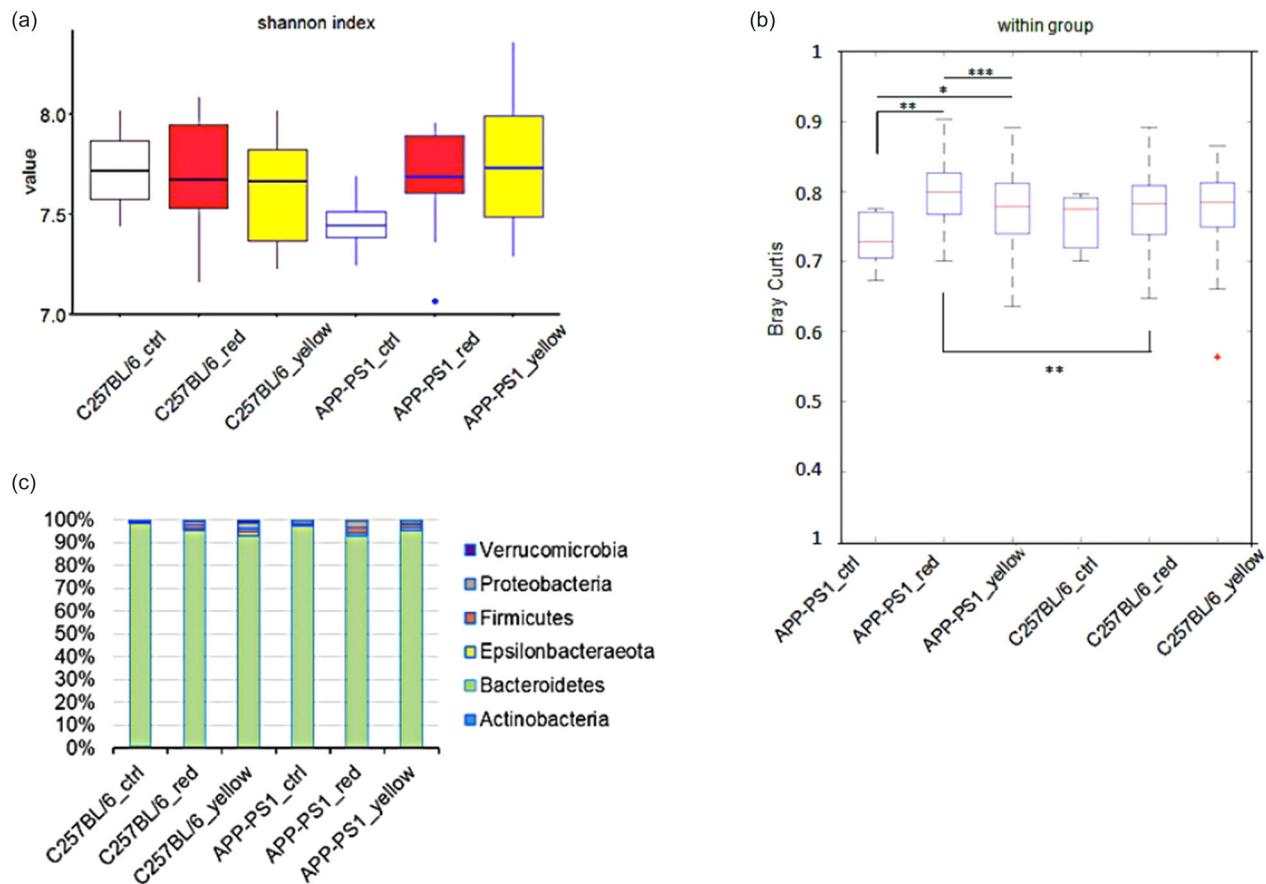 (a)
shannon index
value
8.0
7.5
7.0
C257BL/6_ctrl
C257BL/6_red
C257BL/6_yellow
APP-PS1_ctrl
APP-PS1_red
APP-PS1_yellow
(b)
within group
Bray Curtis
1
0.9
0.8
0.7
0.6
0.5
0.4
1
***
*
**
**
APP-PS1_ctrl
APP-PS1_red
APP-PS1_yellow
C257BL/6_ctrl
C257BL/6_red
C257BL/6_yellow
(c)
100%
90%
80%
70%
60%
50%
40%
30%
20%
10%
0%
C257BL/6_ctrl
C257BL/6_red
C257BL/6_yellow
APP-PS1_ctrl
APP-PS1_red
APP-PS1_yellow
Verrucomicrobia
Proteobacteria
Firmicutes
Epsilonbacteraeota
Bacteroidetes
Actinobacteria